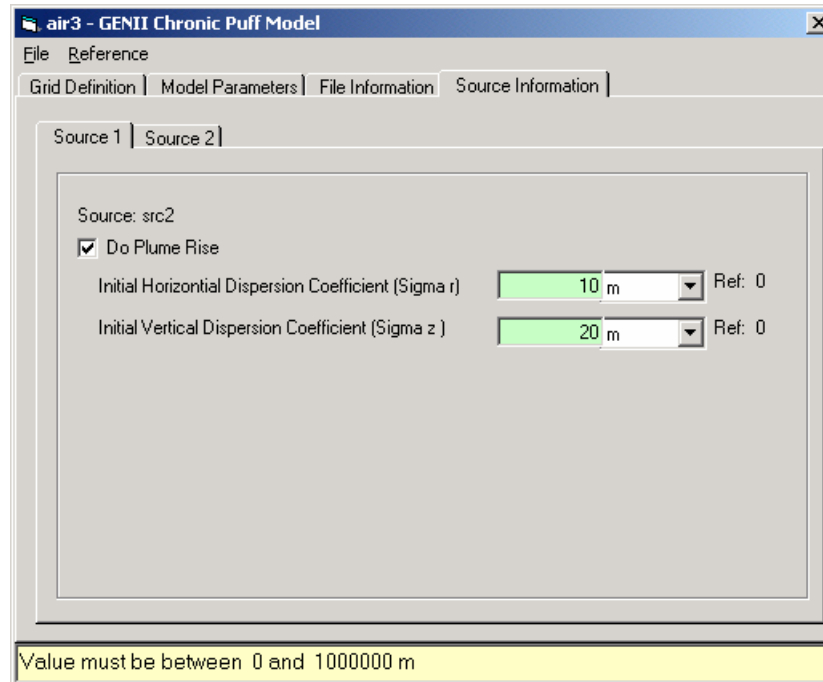 air3 - GENII Chronic Puff Model
File Reference
Grid Definition Model Parameters File Information Source Information
Source 1 Source 2
Source: src2
Do Plume Rise
Initial Horizontial Dispersion Coefficient (Sigma r) 10 m Ref: 0
Initial Vertical Dispersion Coefficient (Sigma z ) 20 m Ref: 0
Value must be between 0 and 1000000 m